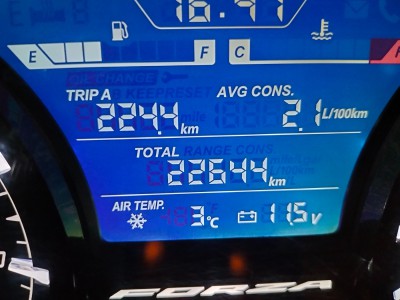 16:41
E F C
TRIP A AVG CONS.
224.4 km 2.1 L/100km
TOTAL
22644 km
AIR TEMP. 3°C 11.5 V
FORZA